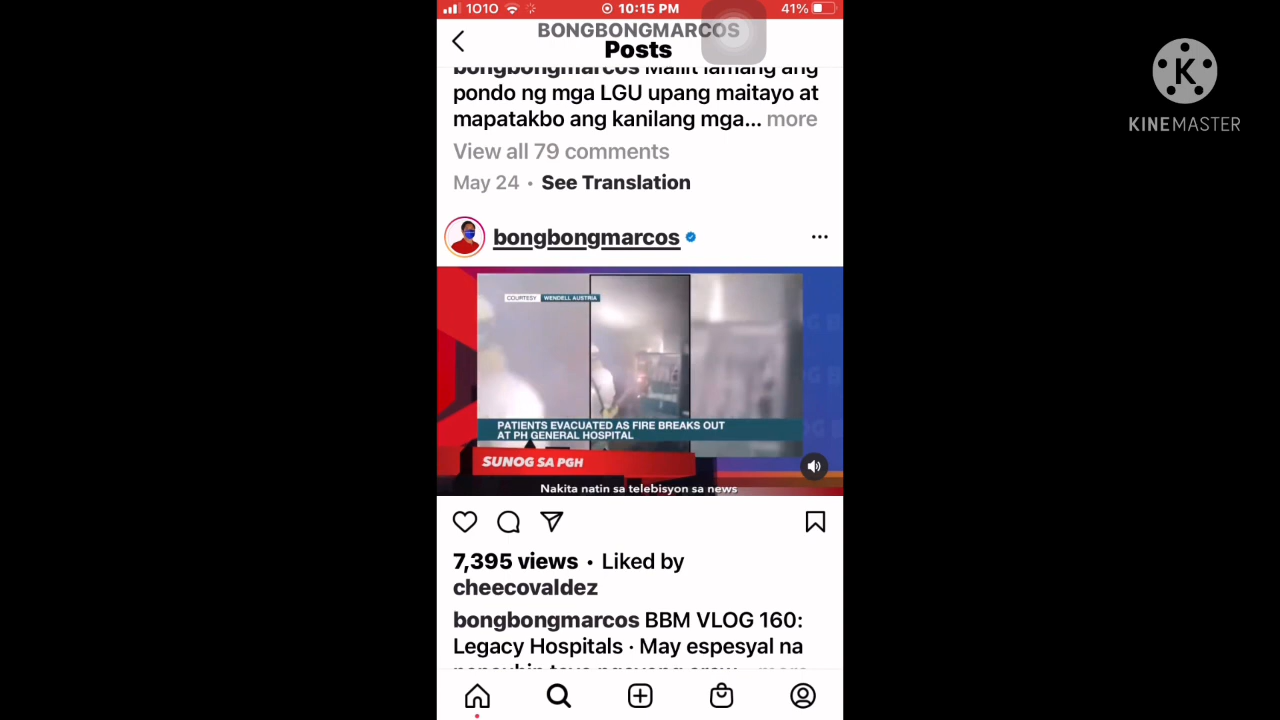 1010
10:15 PM
41%
BONGBONGMARCOS
Posts
bongbongmarcos Maliit lamang ang
pondo ng mga LGU upang maitayo at
mapatakbo ang kanilang mga... more
View all 79 comments
May 24 · See Translation
bongbongmarcos
COURTESY WENDELL AUSTRIA
PATIENTS EVACUATED AS FIRE BREAKS OUT
AT PH GENERAL HOSPITAL
SUNOG SA PGH
Nakita natin sa telebisyon sa news
7,395 views · Liked by
cheecovaldez
bongbongmarcos BBM VLOG 160:
Legacy Hospitals · May espesyal na
K
KINEMASTER